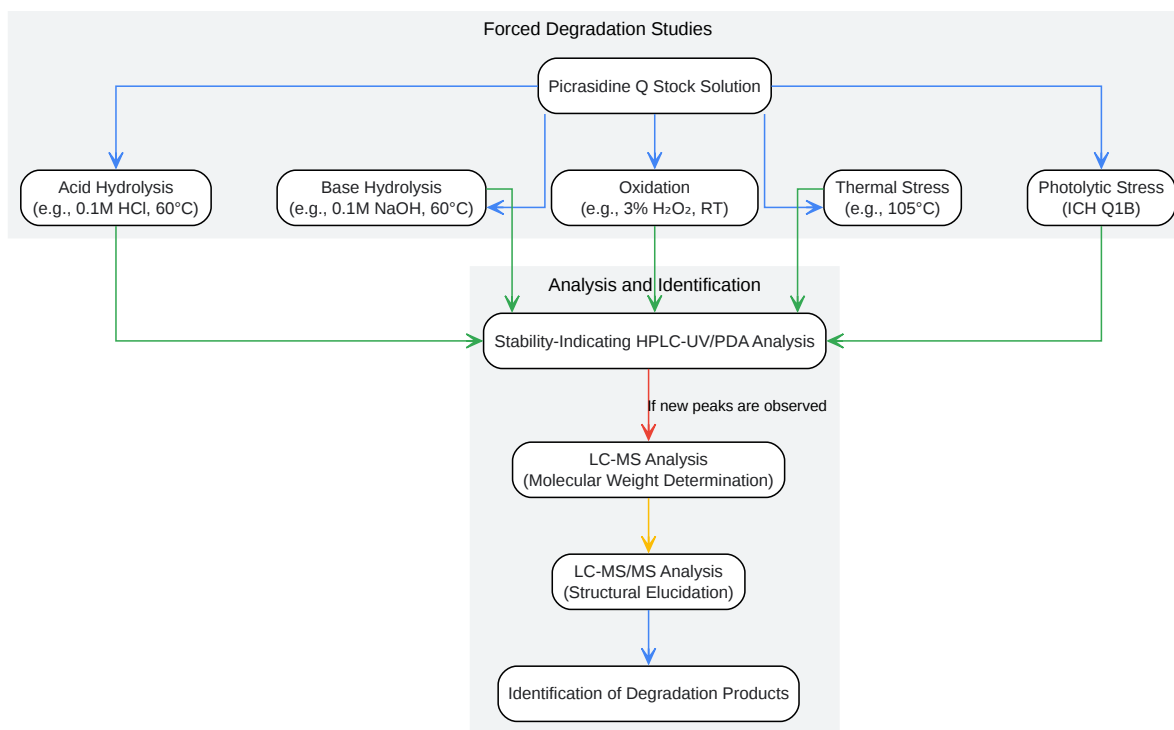 Forced Degradation Studies
Picrasidine Q Stock Solution
Acid Hydrolysis
(e.g., 0.1M HCl, 60°C)
Base Hydrolysis
(e.g., 0.1M NaOH, 60°C)
Oxidation
(e.g., 3% H₂O₂, RT)
Thermal Stress
(e.g., 105°C)
Photolytic Stress
(ICH Q1B)
Analysis and Identification
Stability-Indicating HPLC-UV/PDA Analysis
If new peaks are observed
LC-MS Analysis
(Molecular Weight Determination)
LC-MS/MS Analysis
(Structural Elucidation)
Identification of Degradation Products